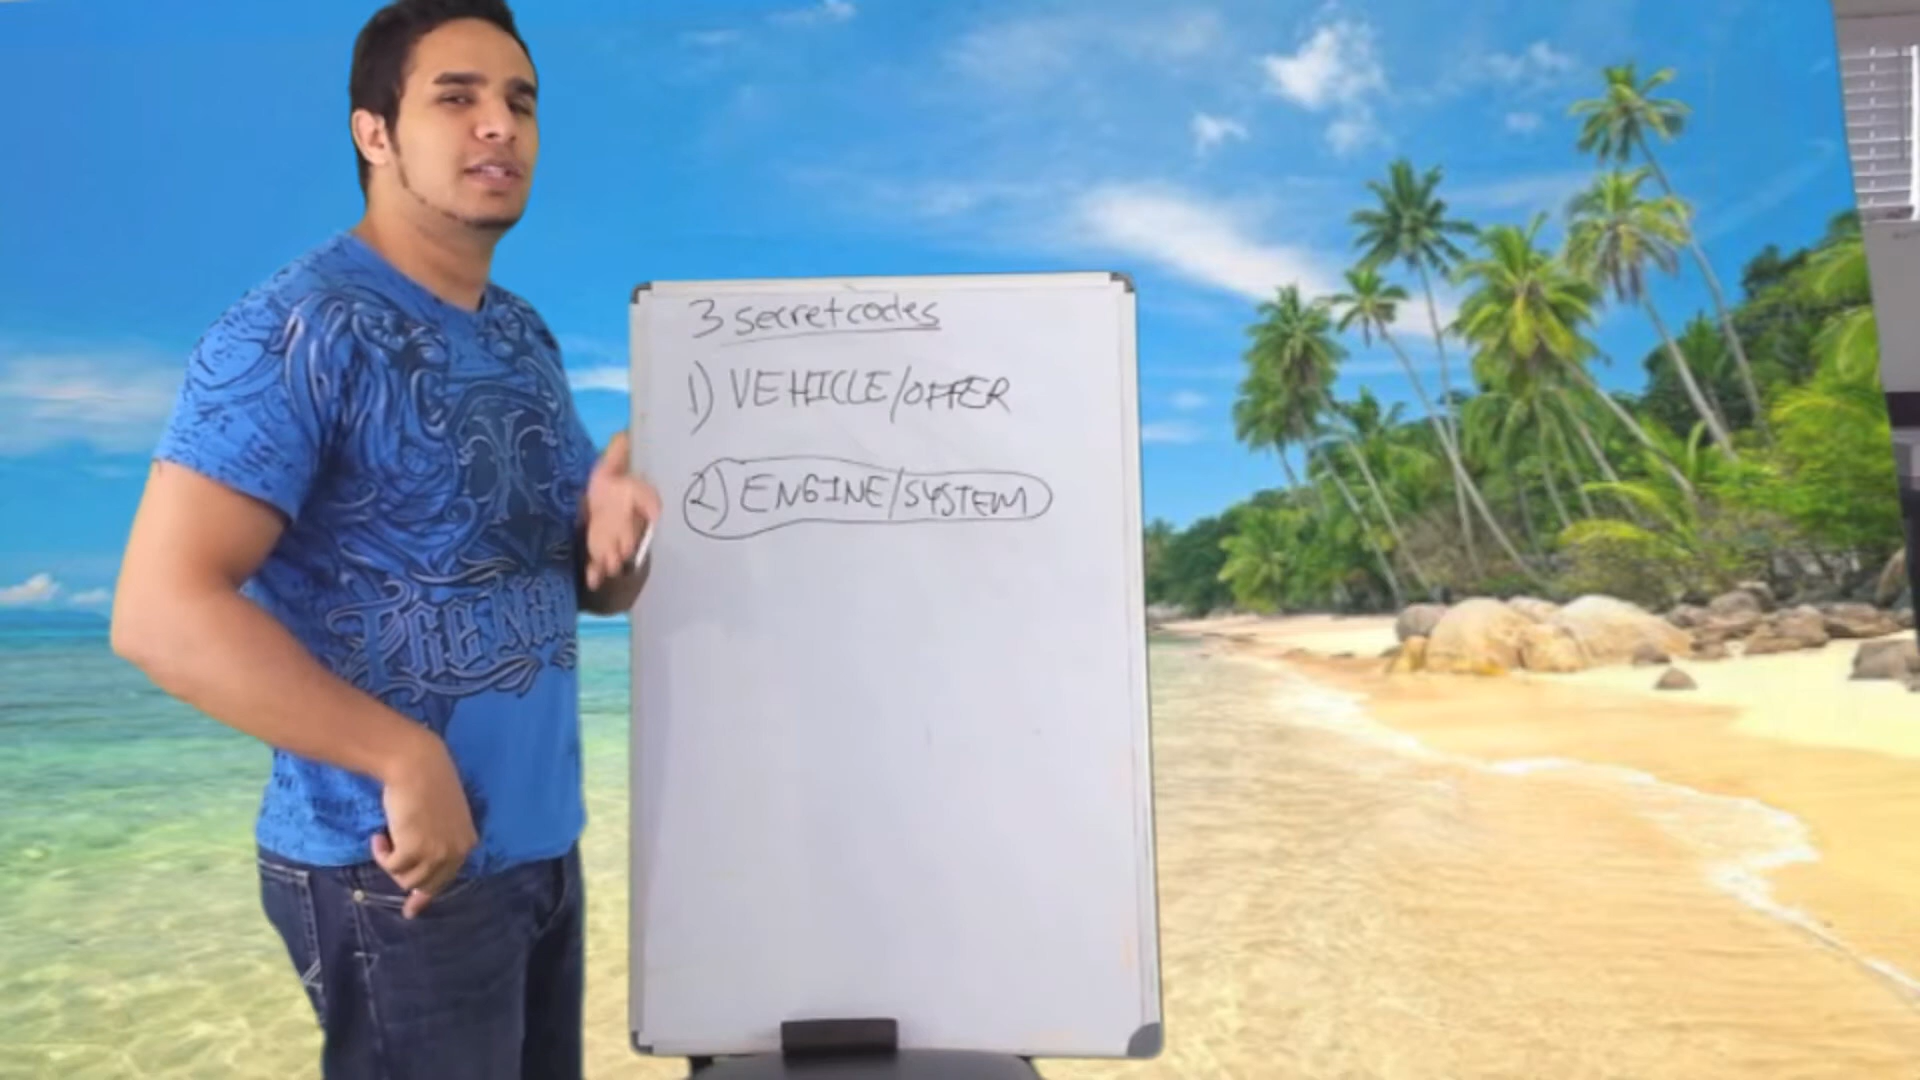 3 secret codes
1) VEHICLE/OFFER
2) ENGINE/SYSTEM